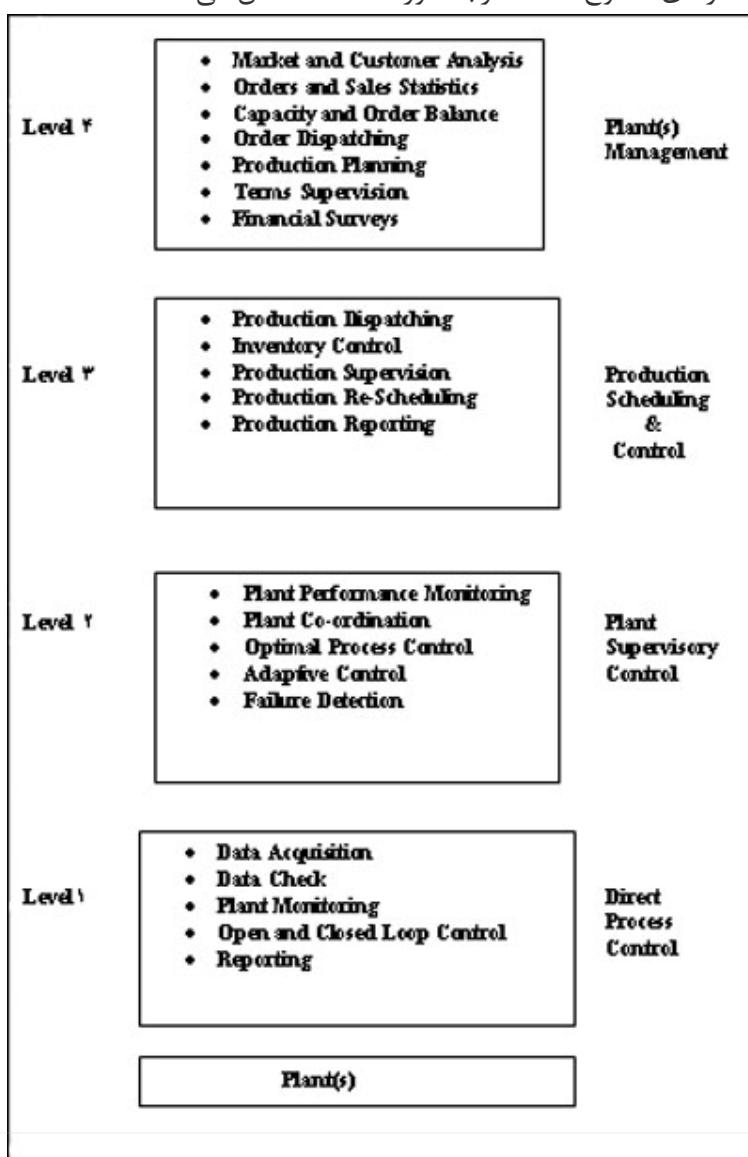 • Market and Customer Analysis
• Orders and Sales Statistics
• Capacity and Order Balance
• Order Dispatching
• Production Planning
• Terms Supervision
• Financial Surveys
Level ۴
Plant(s)
Management
• Production Dispatching
• Inventory Control
• Production Supervision
• Production Re-Scheduling
• Production Reporting
Level ۳
Production
Scheduling
&
Control
• Plant Performance Monitoring
• Plant Co-ordination
• Optimal Process Control
• Adaptive Control
• Failure Detection
Level ۲
Plant
Supervisory
Control
• Data Acquisition
• Data Check
• Plant Monitoring
• Open and Closed Loop Control
• Reporting
Level ۱
Direct
Process
Control
Plant(s)